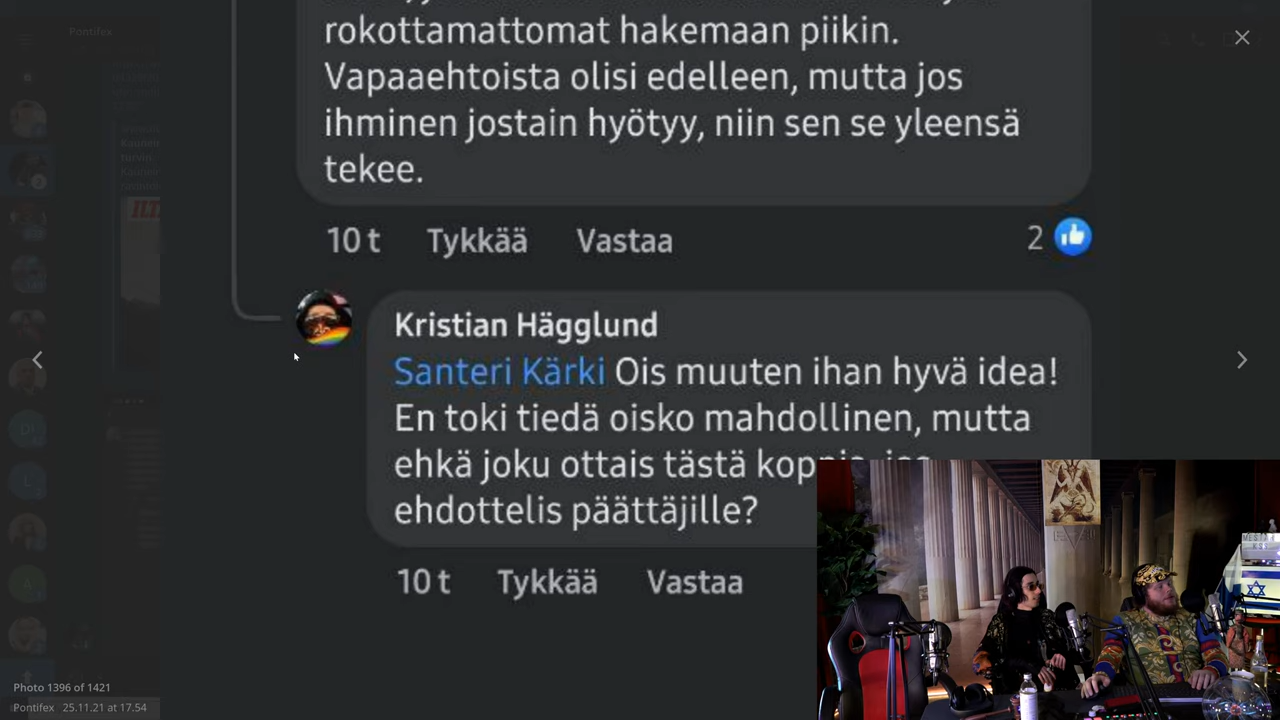 Pontifex
rokottamattomat hakemaan piikin.
Vapaaehtoista olisi edelleen, mutta jos
ihminen jostain hyötyy, niin sen se yleensä
tekee.
10 t Tykkää Vastaa 2
Kristian Hägglund
Santeri Kärki Ois muuten ihan hyvä idea!
En toki tiedä oisko mahdollinen, mutta
ehkä joku ottais tästä
ehdottelis päättäjille?
10 t Tykkää Vastaa
Photo 1396 of 1421
Pontifex 25.11.21 at 17.54